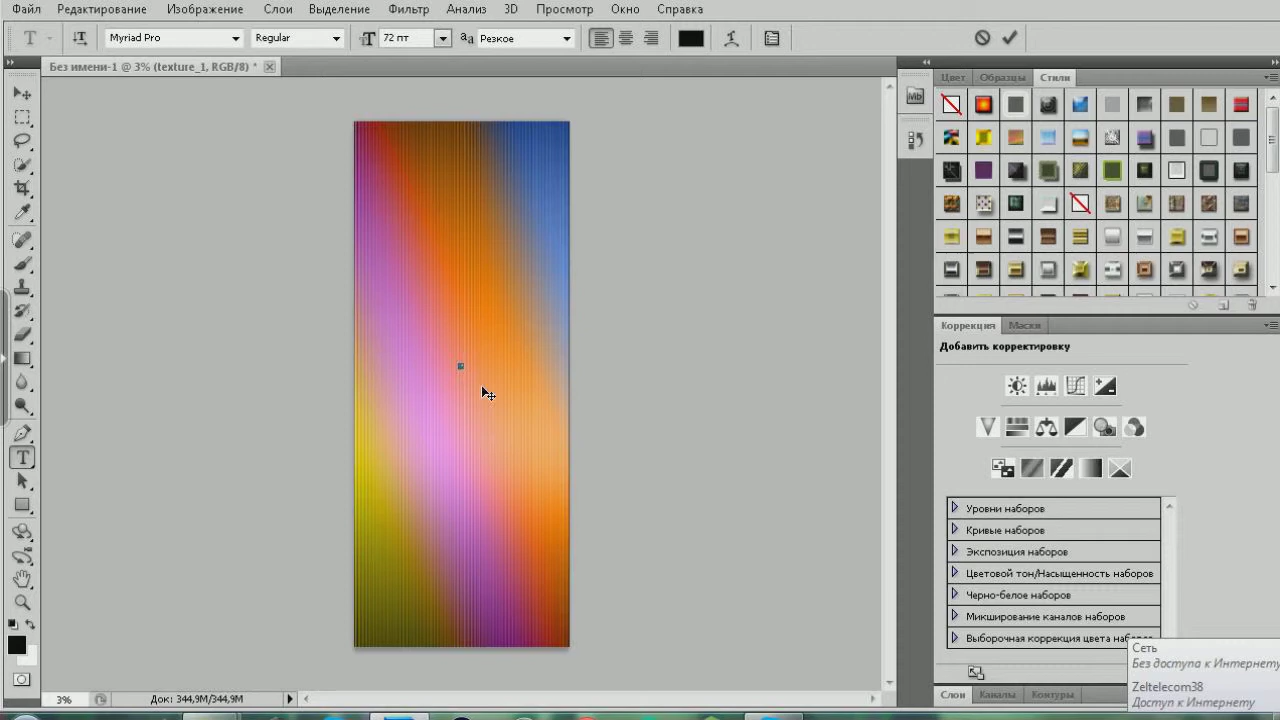 Файл Редактирование Изображение Слои Выделение Фильтр Анализ 3D Просмотр Окно Справка
T Myriad Pro Regular 72 пт aa Резкое
Без имени-1 @ 3% (texture_1, RGB/8) *
Цвет Образцы Стили
Mb
Коррекция Маски
Добавить корректировку
Уровни наборов
Кривые наборов
Экспозиция наборов
Цветовой тон/Насыщенность наборов
Черно-белое наборов
Микширование каналов наборов
Выборочная коррекция цвета
Сеть
Без доступа к Интернету
Zeltelecom38
Доступ к Интернету
Слои Каналы Контуры
3% Док: 344,9M/344,9M